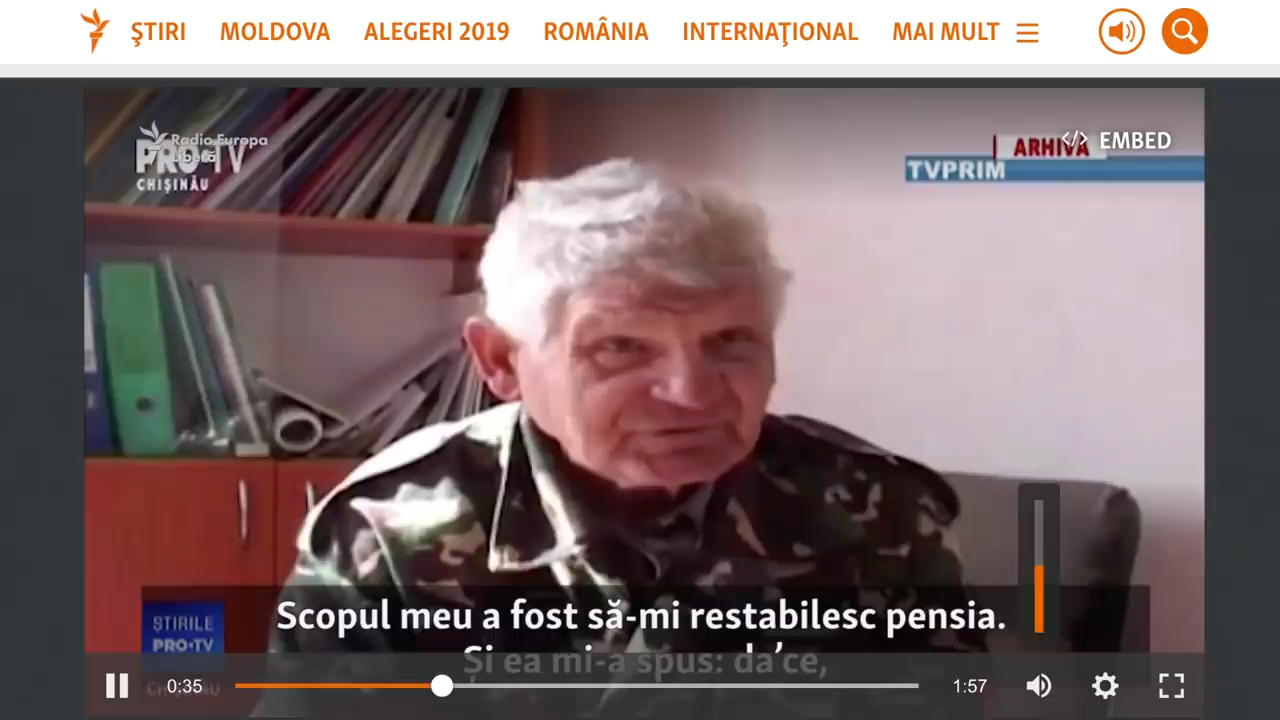 ŞTIRI MOLDOVA ALEGERI 2019 ROMÂNIA INTERNAŢIONAL MAI MULT
Radio Europa
Liberă
PRO•TV
CHIŞINĂU
</> EMBED
ARHIVA
TVPRIM
Scopul meu a fost să-mi restabilesc pensia.
Şi ea mi-a spus: da’ce,
ŞTIRILE
PRO•TV
CHIŞINĂU
0:35
1:57